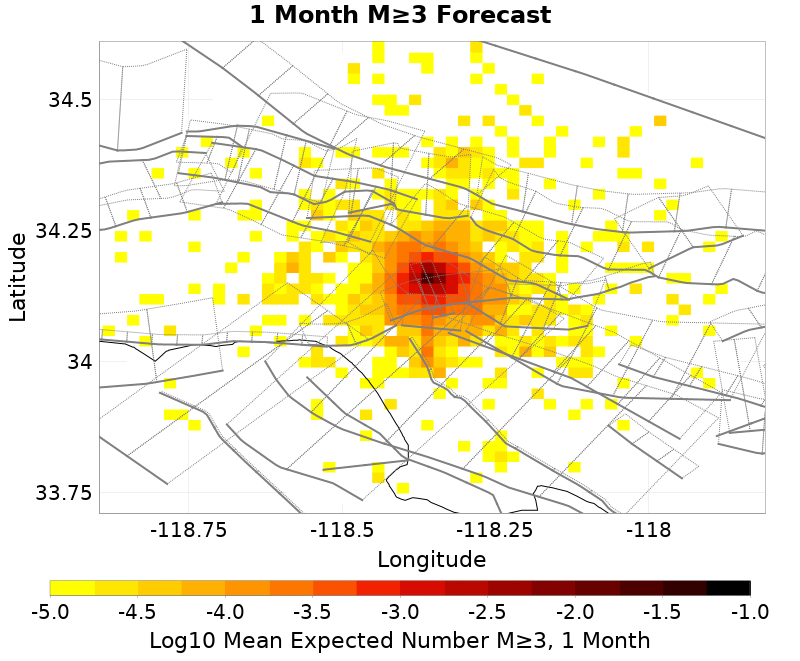 1 Month M≥3 Forecast
34.5
34.25
34
33.75
Latitude
-118.75 -118.5 -118.25 -118
Longitude
-5.0 -4.5 -4.0 -3.5 -3.0 -2.5 -2.0 -1.5 -1.0
Log10 Mean Expected Number M≥3, 1 Month